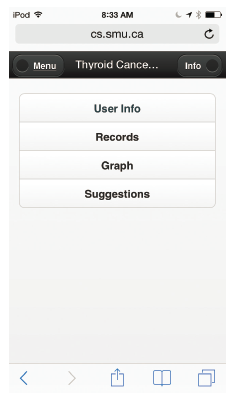 iPod 8:33 AM
cs.smu.ca
Menu Thyroid Cance... Info
User Info
Records
Graph
Suggestions